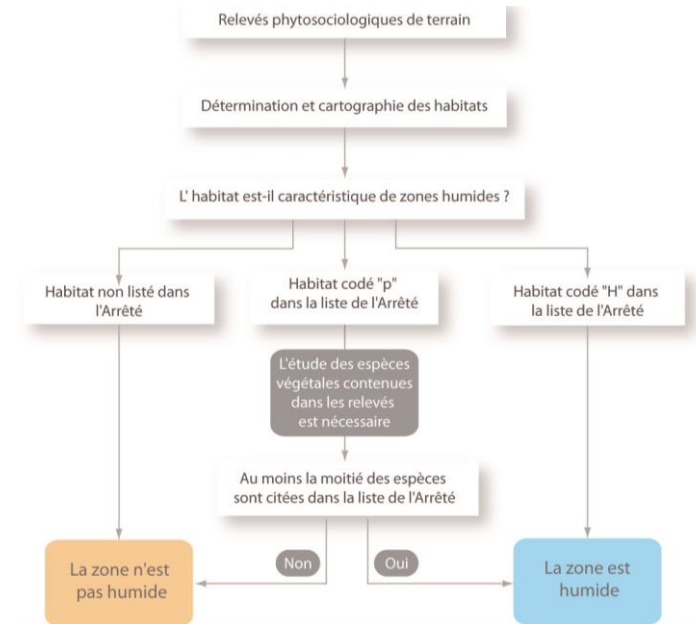 Relevés phytosociologiques de terrain
Détermination et cartographie des habitats
L' habitat est-il caractéristique de zones humides ?
Habitat non listé dans
l'Arrêté
Habitat codé "p"
dans la liste de l'Arrêté
Habitat codé "H" dans
la liste de l'Arrêté
L'étude des espèces
végétales contenues
dans les relevés
est nécessaire
Au moins la moitié des espèces
sont citées dans la liste de l'Arrêté
Non
Oui
La zone n'est
pas humide
La zone est
humide